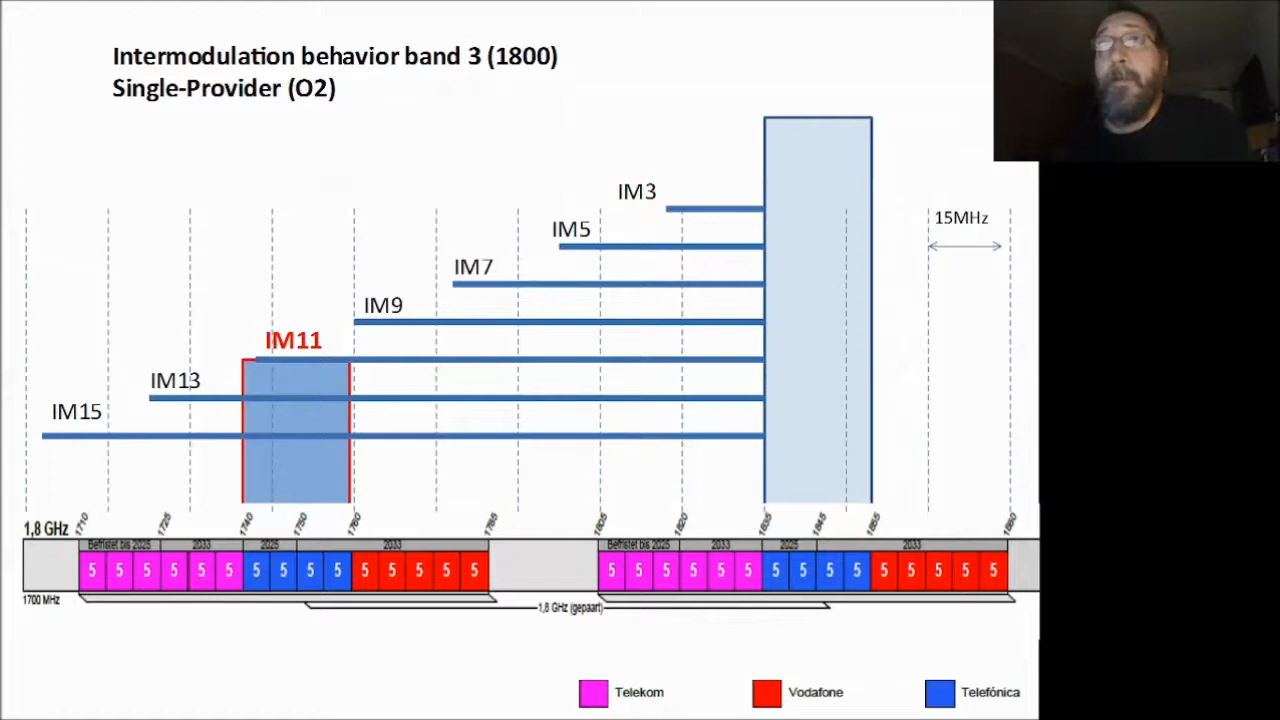 Intermodulation behavior band 3 (1800)
Single-Provider (O2)
IM3
15MHz
IM5
IM7
IM9
IM11
IM13
IM15
1,8 GHz
1710 1725 1740 1750 1760 1785 1805 1820 1835 1845 1855 1880
Befristet bis 2025 2033 2025 2033 Befristet bis 2025 2033 2025 2033
5 5 5 5 5 5 5 5 5 5 5 5 5 5 5 5 5 5 5 5 5 5 5 5 5 5 5 5 5 5
1700 MHz
1,8 GHz (gepaart)
Telekom Vodafone Telefónica